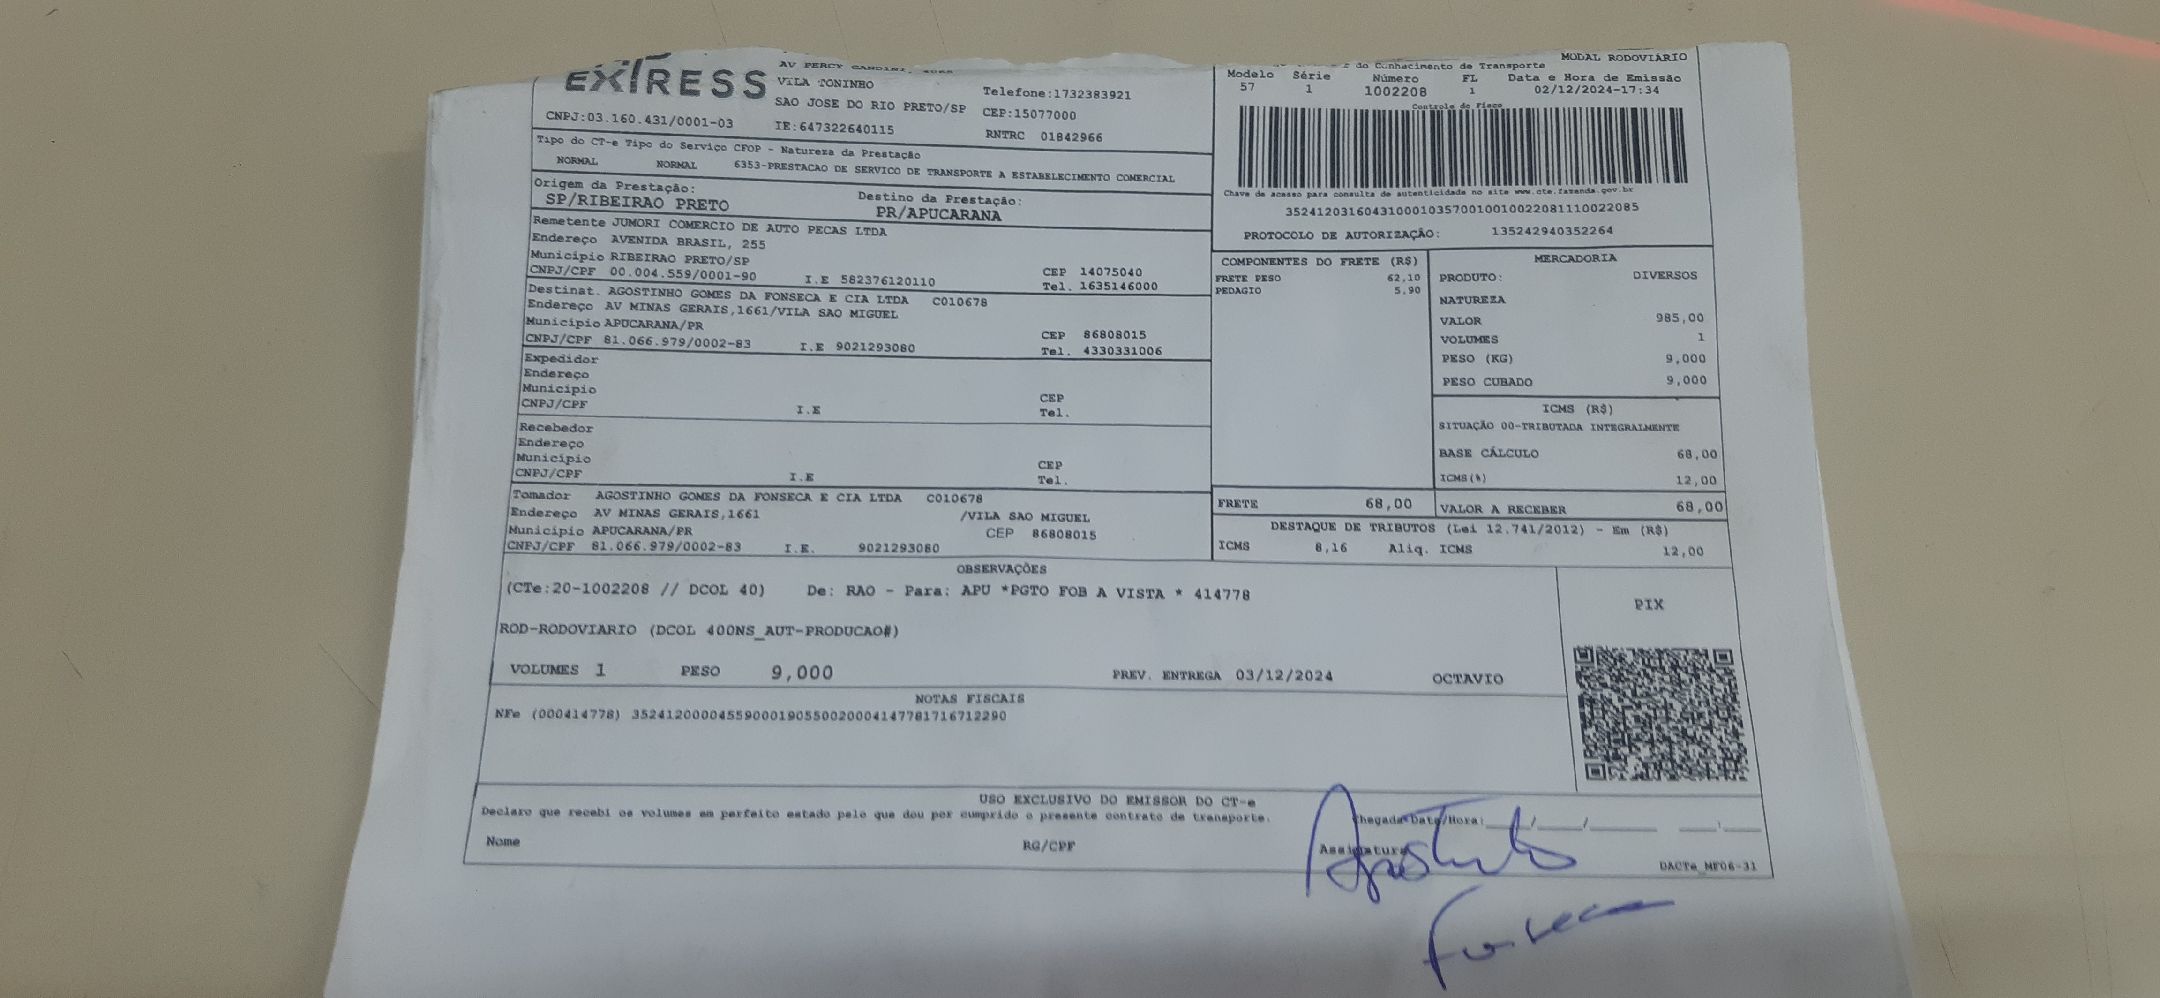 EXPRESS
AV PERCY
VILA TONINHO
SAO JOSE DO RIO PRETO/SP
Telefone:1732383921
CEP:15077000
CNPJ:03.160.431/0001-03 IE:647322640115 RNTRC 01842966
do Conhecimento de Transporte MODAL RODOVIÁRIO
Modelo Série Número FL Data e Hora de Emissão
57 1 1002208 1 02/12/2024-17:34
Controle do Fisco
Tipo do CT-e Tipo do Serviço CFOP - Natureza da Prestação
NORMAL NORMAL 6353-PRESTACAO DE SERVICO DE TRANSPORTE A ESTABELECIMENTO COMERCIAL
Chave de acesso para consulta de autenticidade no site www.cte.fazenda.gov.br
35241203160431000103570010010022081110022085
PROTOCOLO DE AUTORIZAÇÃO: 135242940352264
Origem da Prestação: Destino da Prestação:
SP/RIBEIRAO PRETO PR/APUCARANA
Remetente JUMORI COMERCIO DE AUTO PECAS LTDA
Endereço AVENIDA BRASIL, 255
Município RIBEIRAO PRETO/SP CEP 14075040
CNPJ/CPF 00.004.559/0001-90 I.E 582376120110 Tel. 1635146000
Destinat. AGOSTINHO GOMES DA FONSECA E CIA LTDA C010678
Endereço AV MINAS GERAIS,1661/VILA SAO MIGUEL
Município APUCARANA/PR CEP 86808015
CNPJ/CPF 81.066.979/0002-83 I.E 9021293080 Tel. 4330331006
Expedidor
Endereço
Município CEP
CNPJ/CPF I.E Tel.
Recebedor
Endereço
Município CEP
CNPJ/CPF I.E Tel.
Tomador AGOSTINHO GOMES DA FONSECA E CIA LTDA C010678
Endereço AV MINAS GERAIS,1661 /VILA SAO MIGUEL
Município APUCARANA/PR CEP 86808015
CNPJ/CPF 81.066.979/0002-83 I.E. 9021293080
COMPONENTES DO FRETE (R$)
FRETE PESO 62,10
PEDAGIO 5,90
MERCADORIA
PRODUTO: DIVERSOS
NATUREZA
VALOR 985,00
VOLUMES 1
PESO (KG) 9,000
PESO CUBADO 9,000
ICMS (R$)
SITUAÇÃO 00-TRIBUTADA INTEGRALMENTE
BASE CÁLCULO 68,00
ICMS(%) 12,00
FRETE 68,00 VALOR A RECEBER 68,00
DESTAQUE DE TRIBUTOS (Lei 12.741/2012) - Em (R$)
ICMS 8,16 Aliq. ICMS 12,00
OBSERVAÇÕES
(CTe:20-1002208 // DCOL 40) De: RAO - Para: APU *PGTO FOB A VISTA * 414778
ROD-RODOVIARIO (DCOL 400NS_AUT-PRODUCAO#)
PIX
VOLUMES 1 PESO 9,000 PREV. ENTREGA 03/12/2024 OCTAVIO
NOTAS FISCAIS
NFe (000414778) 35241200004559000190550020004147781716712290
USO EXCLUSIVO DO EMISSOR DO CT-e
Declaro que recebi os volumes em perfeito estado pelo que dou por cumprido o presente contrato de transporte.
Chegada Data/Hora: __/__/____ __:__
Nome RG/CPF Assinatura
DACTe_MF06-31
Agostinho
Fonseca